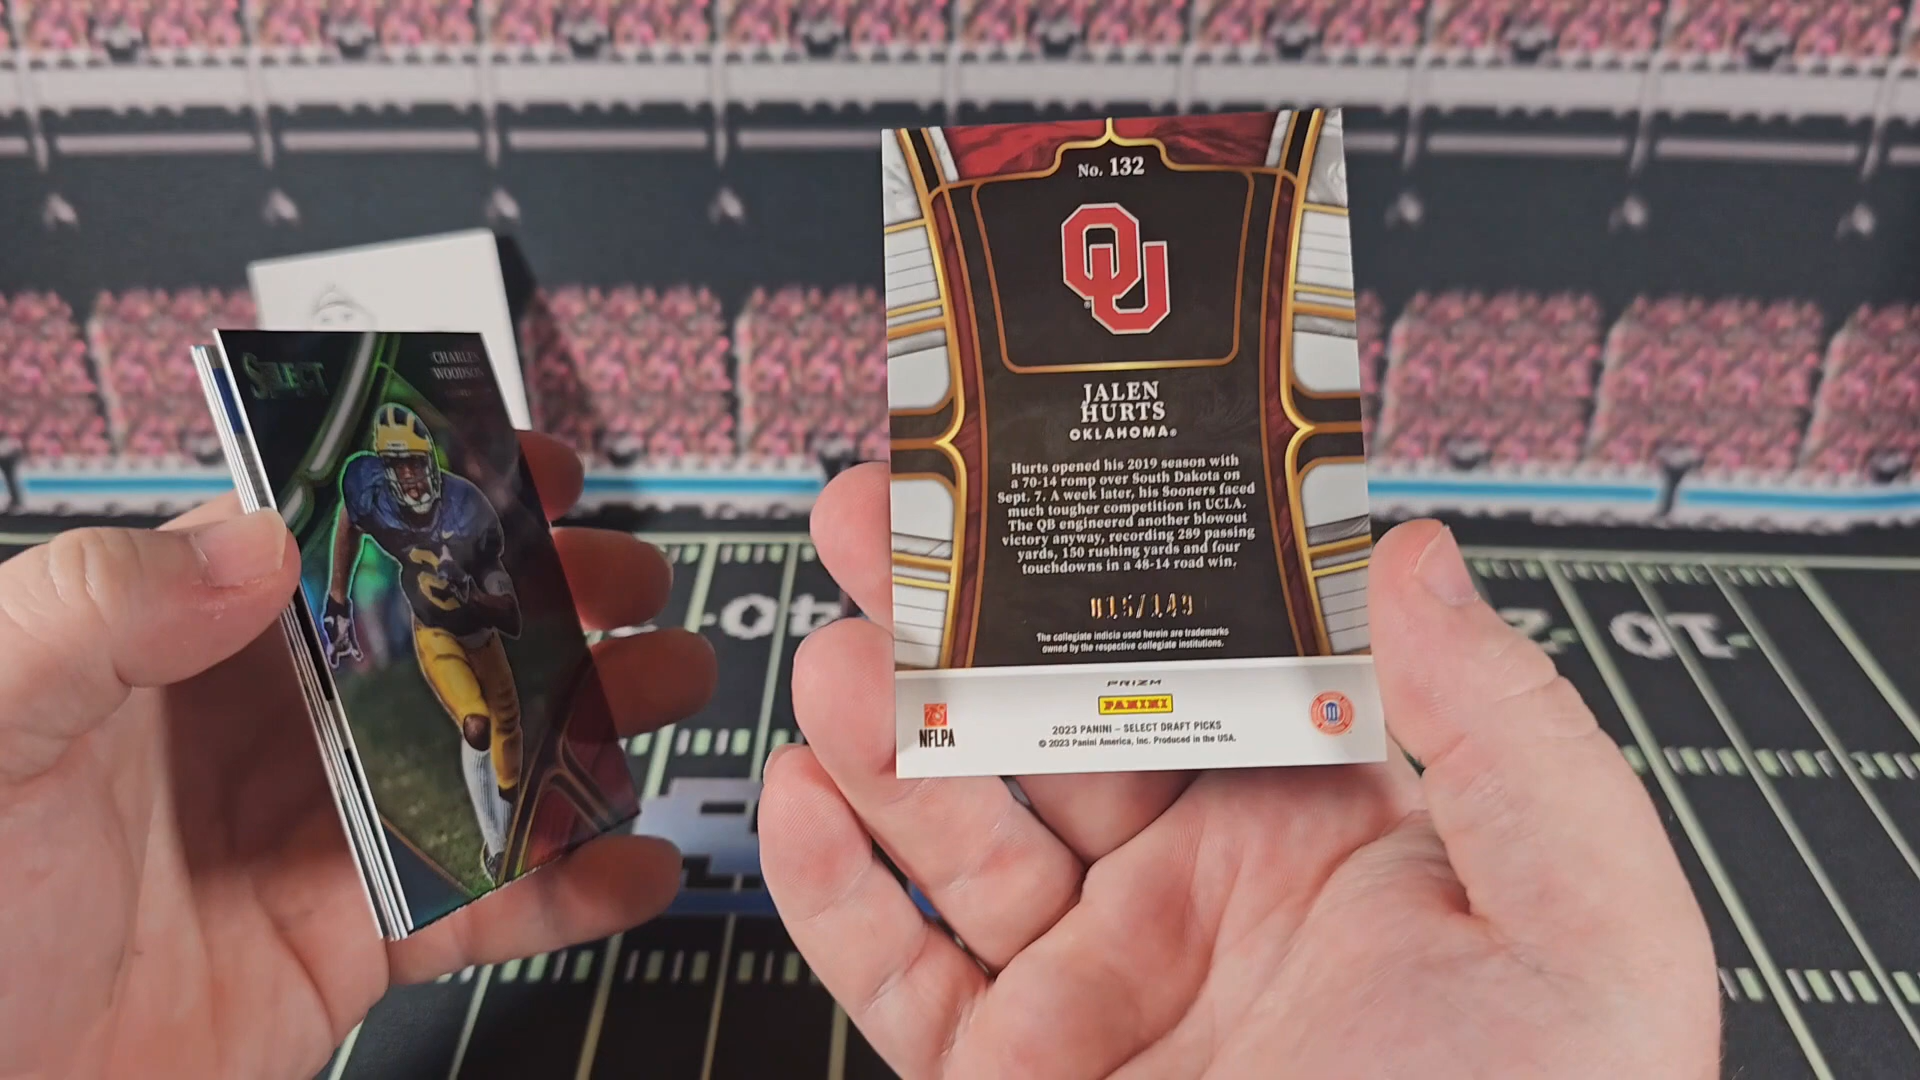 SELECT
CHARLES
WOODSON
2
No. 132
OU
JALEN
HURTS
OKLAHOMA®
Hurts opened his 2019 season with
a 70-14 romp over South Dakota on
Sept. 7. A week later, his Sooners faced
much tougher competition in UCLA.
The QB engineered another blowout
victory anyway, recording 289 passing
yards, 150 rushing yards and four
touchdowns in a 48-14 road win.
015/149
The collegiate indicia used herein are trademarks
owned by the respective collegiate institutions.
PRIZM
PANINI
NFLPA
2023 PANINI – SELECT DRAFT PICKS
© 2023 Panini America, Inc. Produced in the USA.